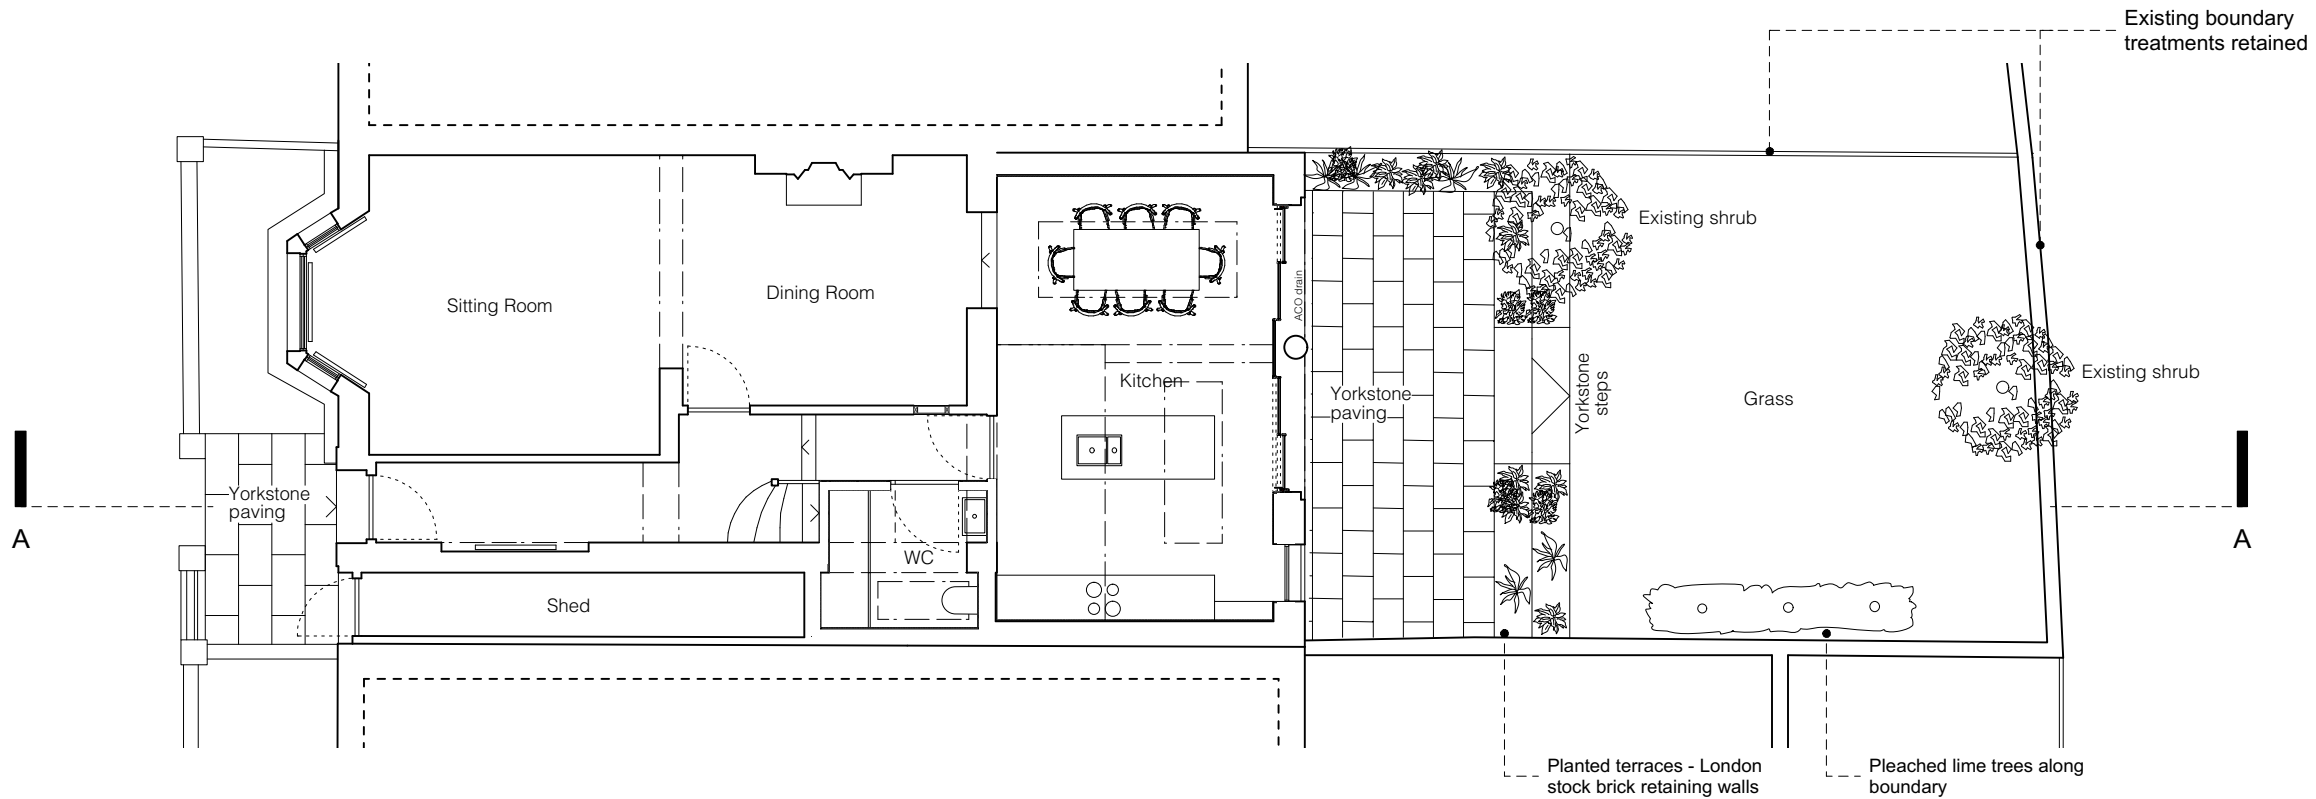 Existing boundary
treatments retained
Existing shrub
Sitting Room
Dining Room
ACO drain
Kitchen
Yorkstone
paving
Yorkstone
steps
Grass
Existing shrub
Yorkstone
paving
A
A
WC
Shed
Planted terraces - London
stock brick retaining walls
Pleached lime trees along
boundary